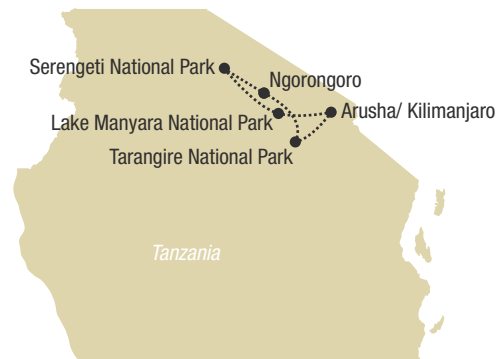 Serengeti National Park
Ngorongoro
Arusha/ Kilimanjaro
Lake Manyara National Park
Tarangire National Park
Tanzania